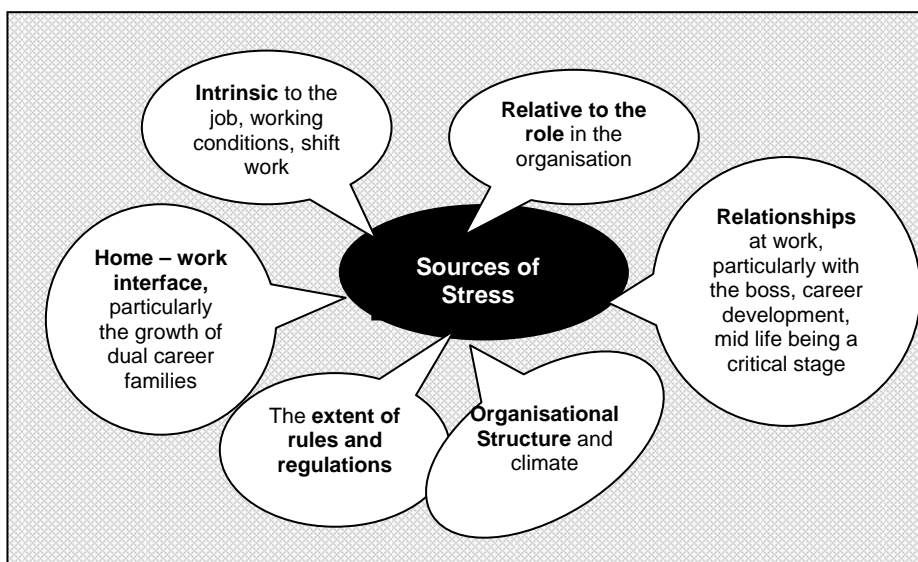 Intrinsic to the
job, working
conditions, shift
work
Relative to the
role in the
organisation
Relationships
at work,
particularly with
the boss, career
development,
mid life being a
critical stage
Sources of
Stress
Home – work
interface,
particularly
the growth of
dual career
families
The extent of
rules and
regulations
Organisational
Structure and
climate